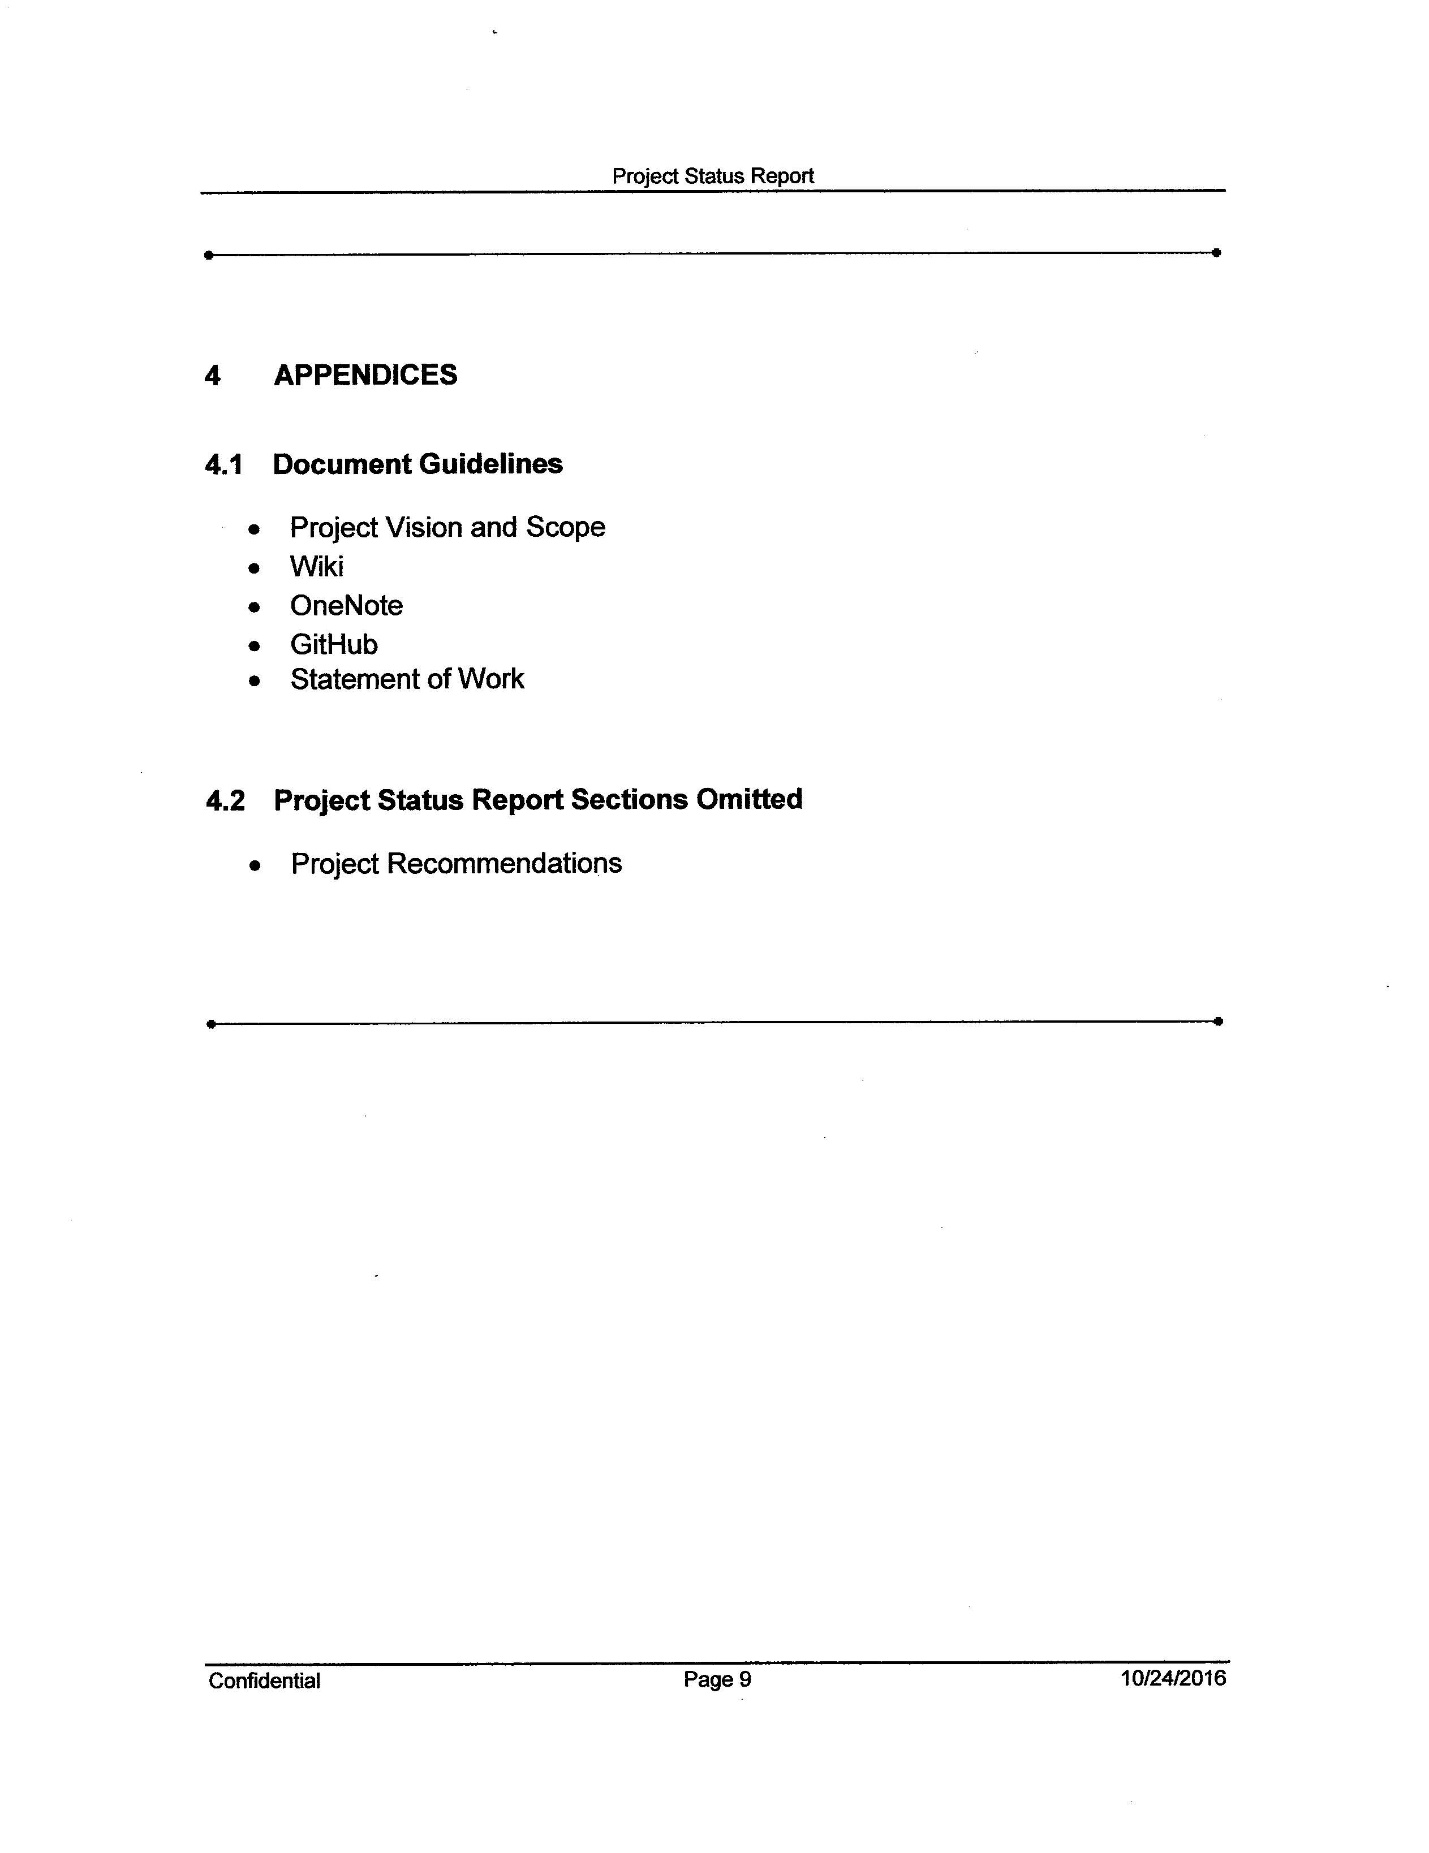 Project Status Report
4 APPENDICES
4.1 Document Guidelines
• Project Vision and Scope
• Wiki
• OneNote
• GitHub
• Statement of Work
4.2 Project Status Report Sections Omitted
• Project Recommendations
Confidential Page 9 10/24/2016